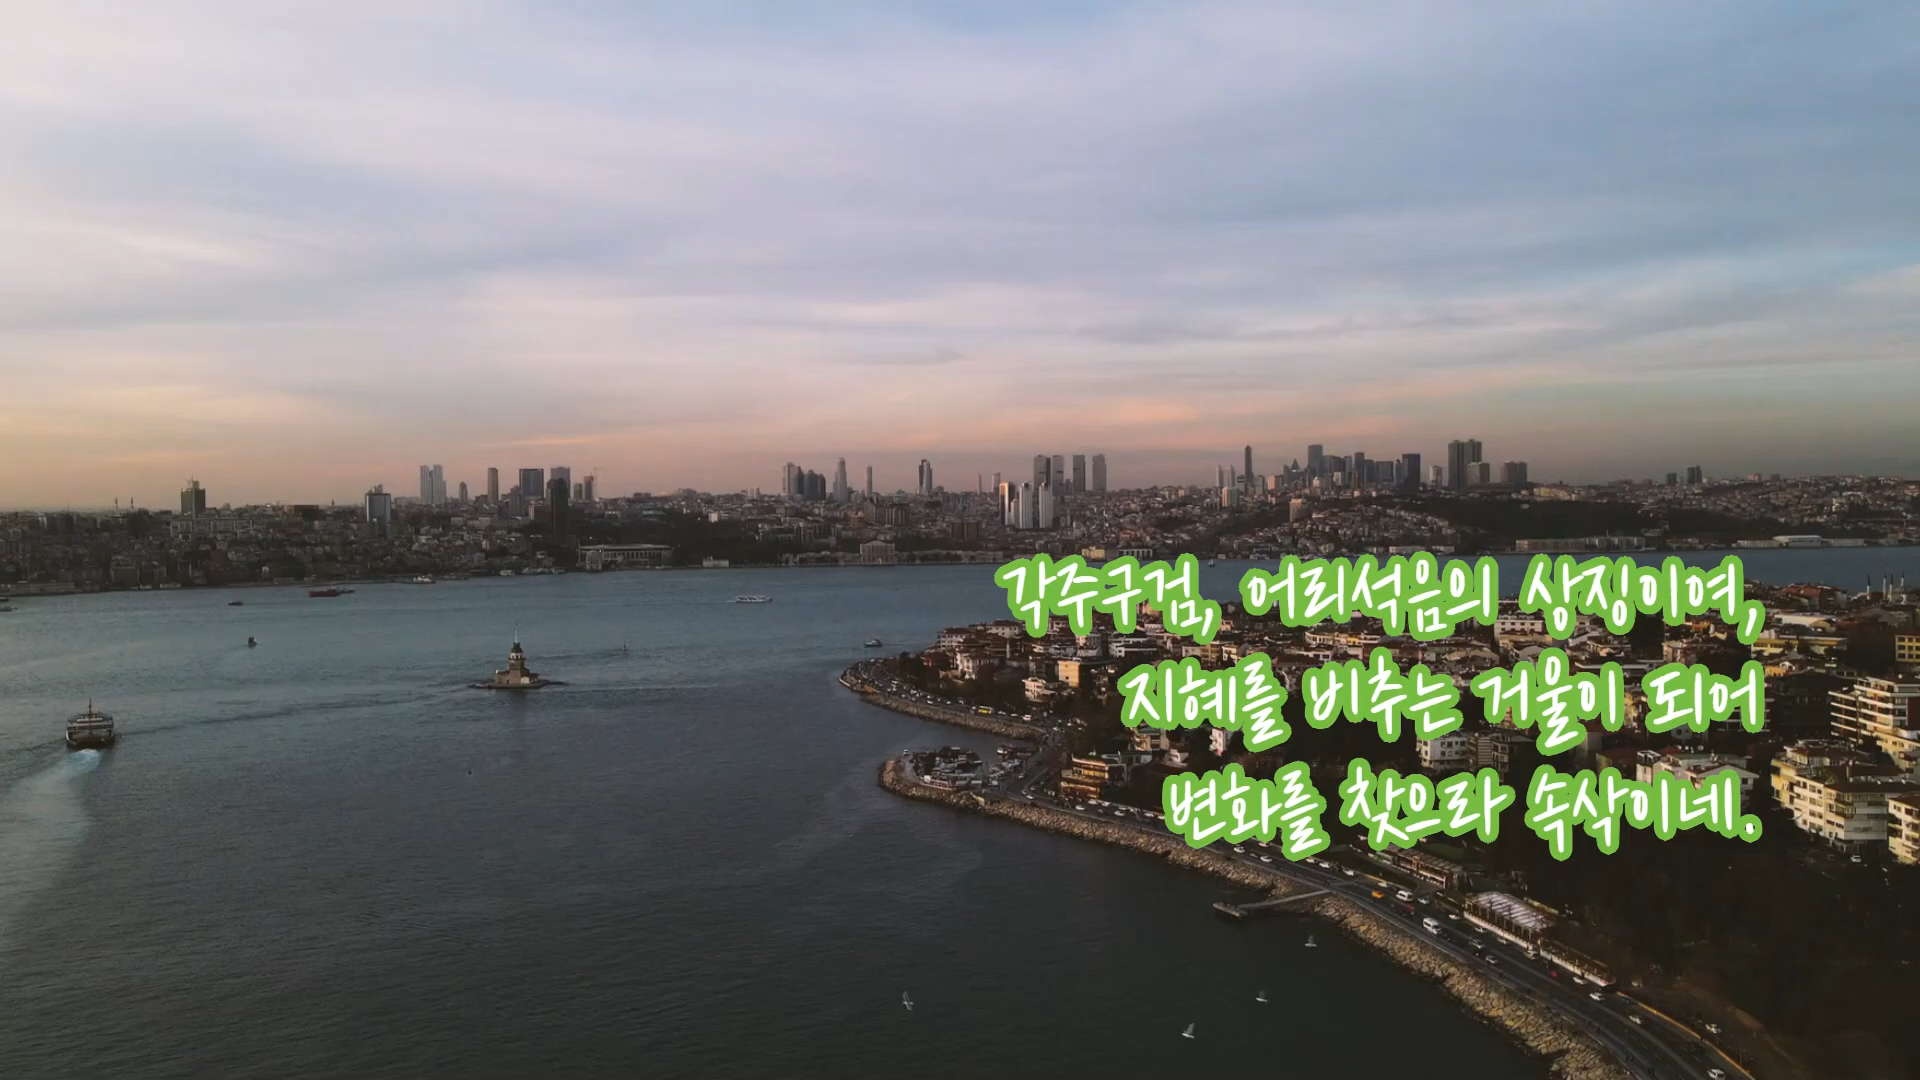 각주구검, 어리석음의 상징이여,
지혜를 비추는 거울이 되어
변화를 찾으라 속삭이네.